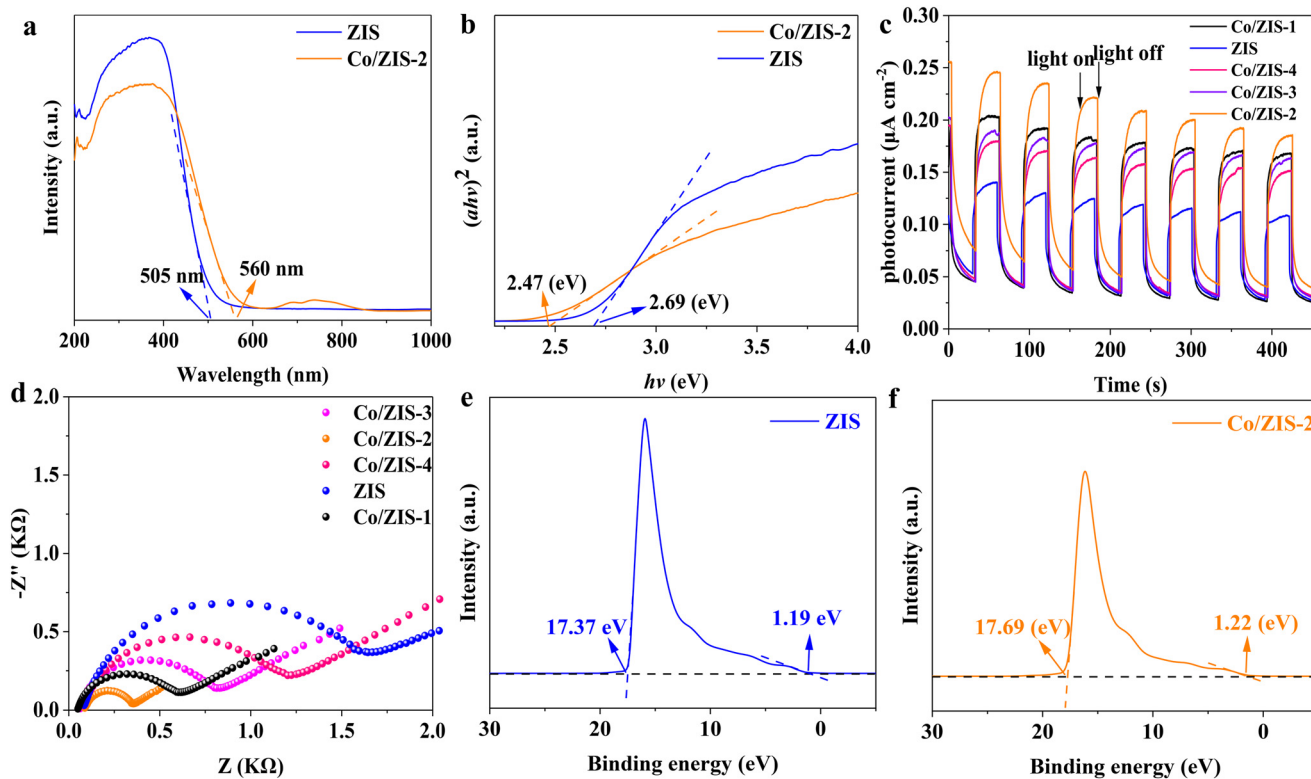 a
ZIS
Co/ZIS-2
505 nm
560 nm
Intensity (a.u.)
200 400 600 800 1000
Wavelength (nm)
b
Co/ZIS-2
ZIS
2.47 (eV)
2.69 (eV)
(ahν)2 (a.u.)
2.5 3.0 3.5 4.0
hν (eV)
c
Co/ZIS-1
ZIS
Co/ZIS-4
Co/ZIS-3
Co/ZIS-2
light on
light off
photocurrent (μA cm-2)
0.30
0.25
0.20
0.15
0.10
0.05
0.00
0 100 200 300 400
Time (s)
d
Co/ZIS-3
Co/ZIS-2
Co/ZIS-4
ZIS
Co/ZIS-1
-Z'' (KΩ)
2.0
1.5
1.0
0.5
0.0
0.0 0.5 1.0 1.5 2.0
Z (KΩ)
e
ZIS
17.37 eV
1.19 eV
Intensity (a.u.)
30 20 10 0
Binding energy (eV)
f
Co/ZIS-2
17.69 (eV)
1.22 (eV)
Intensity (a.u.)
30 20 10 0
Binding energy (eV)